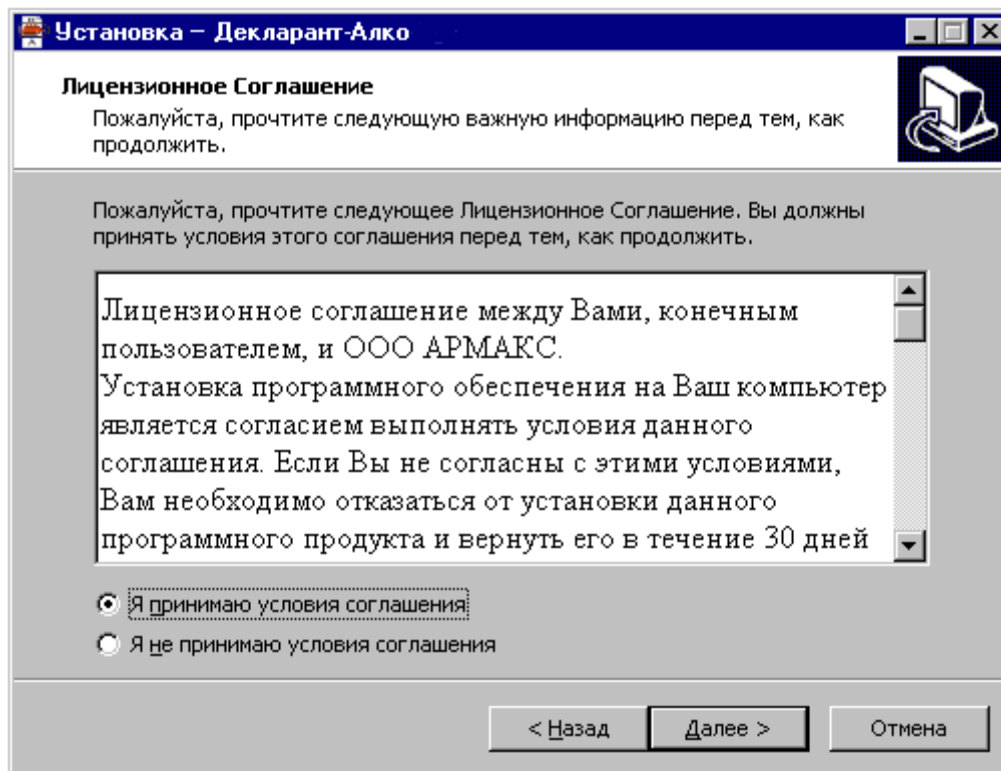 Установка – Декларант-Алко
Лицензионное Соглашение
Пожалуйста, прочтите следующую важную информацию перед тем, как
продолжить.
Пожалуйста, прочтите следующее Лицензионное Соглашение. Вы должны
принять условия этого соглашения перед тем, как продолжить.
Лицензионное соглашение между Вами, конечным
пользователем, и ООО АРМАКС.
Установка программного обеспечения на Ваш компьютер
является согласием выполнять условия данного
соглашения. Если Вы не согласны с этими условиями,
Вам необходимо отказаться от установки данного
программного продукта и вернуть его в течение 30 дней
Я принимаю условия соглашения
Я не принимаю условия соглашения
< Назад Далее > Отмена